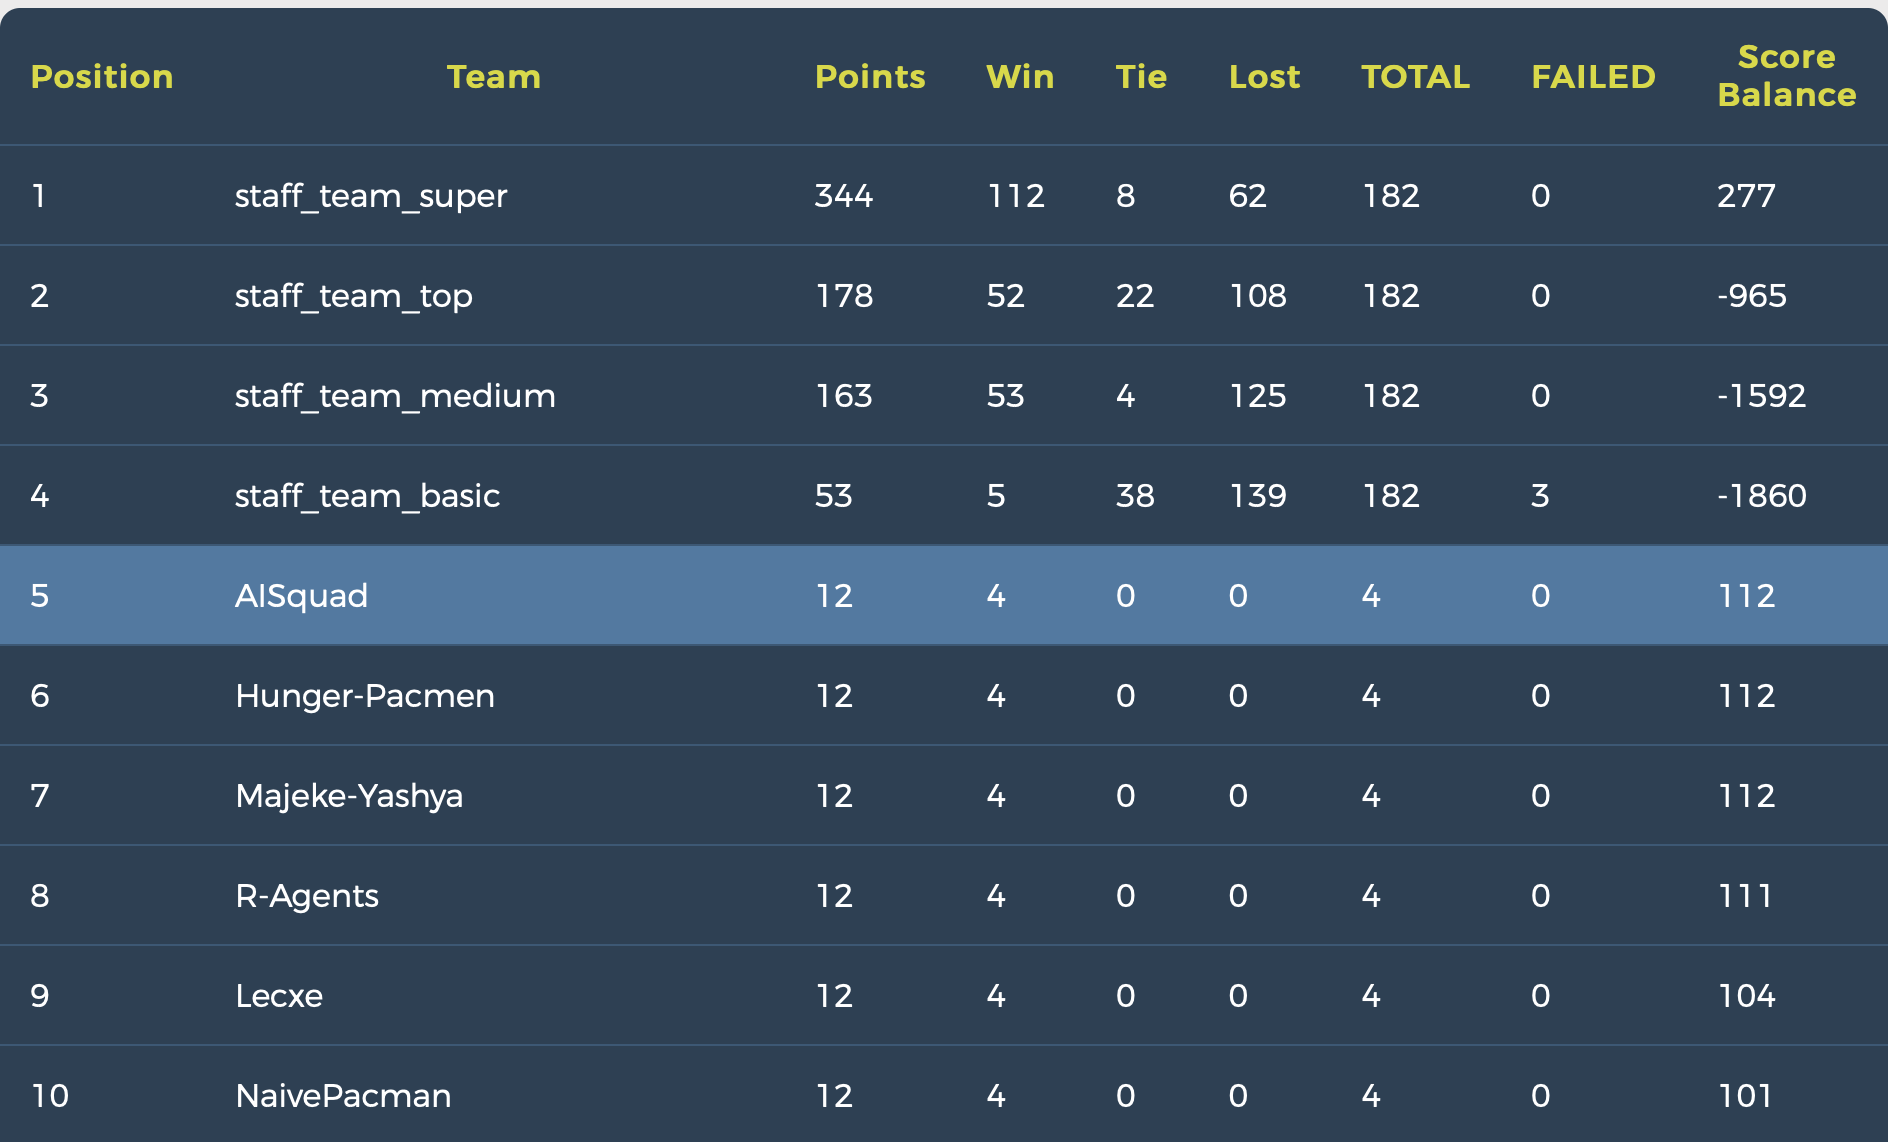 Position Team Points Win Tie Lost TOTAL FAILED Score Balance
1 staff_team_super 344 112 8 62 182 0 277
2 staff_team_top 178 52 22 108 182 0 -965
3 staff_team_medium 163 53 4 125 182 0 -1592
4 staff_team_basic 53 5 38 139 182 3 -1860
5 AISquad 12 4 0 0 4 0 112
6 Hunger-Pacmen 12 4 0 0 4 0 112
7 Majeke-Yashya 12 4 0 0 4 0 112
8 R-Agents 12 4 0 0 4 0 111
9 Lecxe 12 4 0 0 4 0 104
10 NaivePacman 12 4 0 0 4 0 101